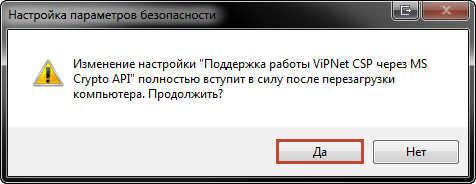 Настройка параметров безопасности
Изменение настройки "Поддержка работы ViPNet CSP через MS
Crypto API" полностью вступит в силу после перезагрузки
компьютера. Продолжить?
Да
Нет